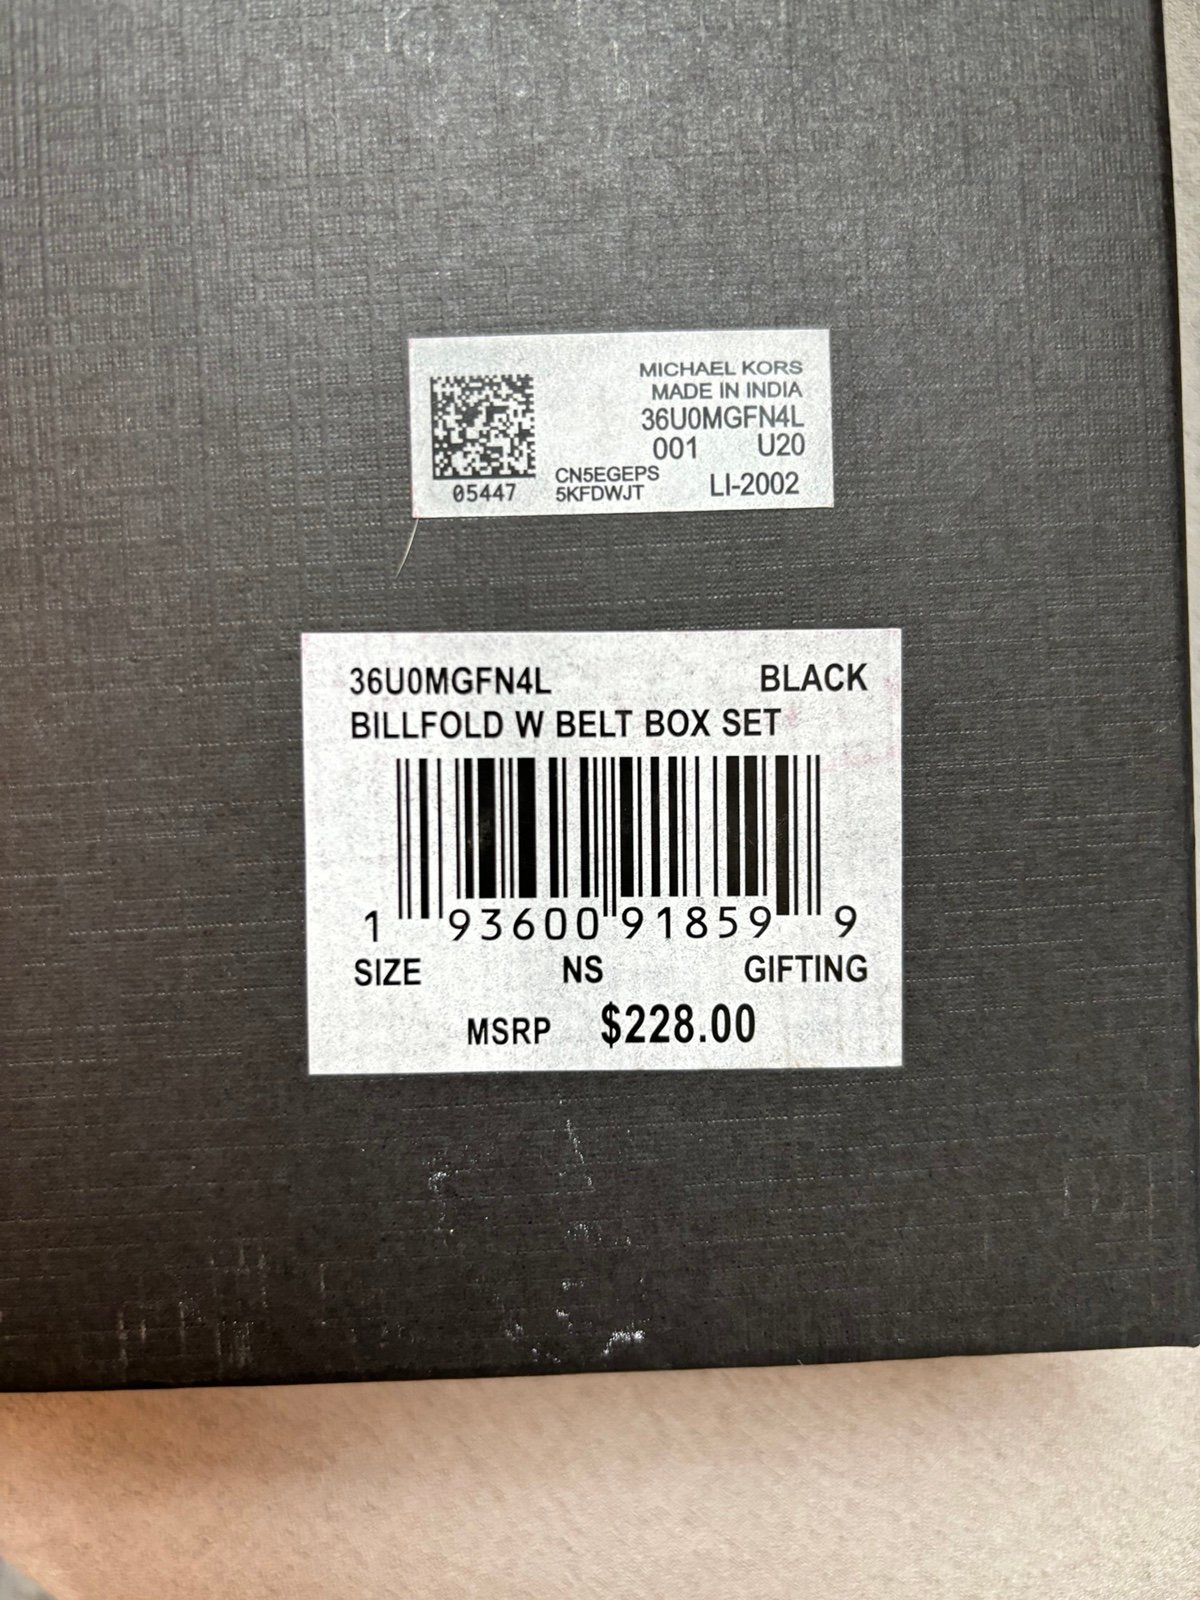 MICHAEL KORS
MADE IN INDIA
36U0MGFN4L
001 U20
CN5EGEPS
5KFDWJT LI-2002
05447
36U0MGFN4L BLACK
BILLFOLD W BELT BOX SET
1 93600 91859 9
SIZE NS GIFTING
MSRP $228.00